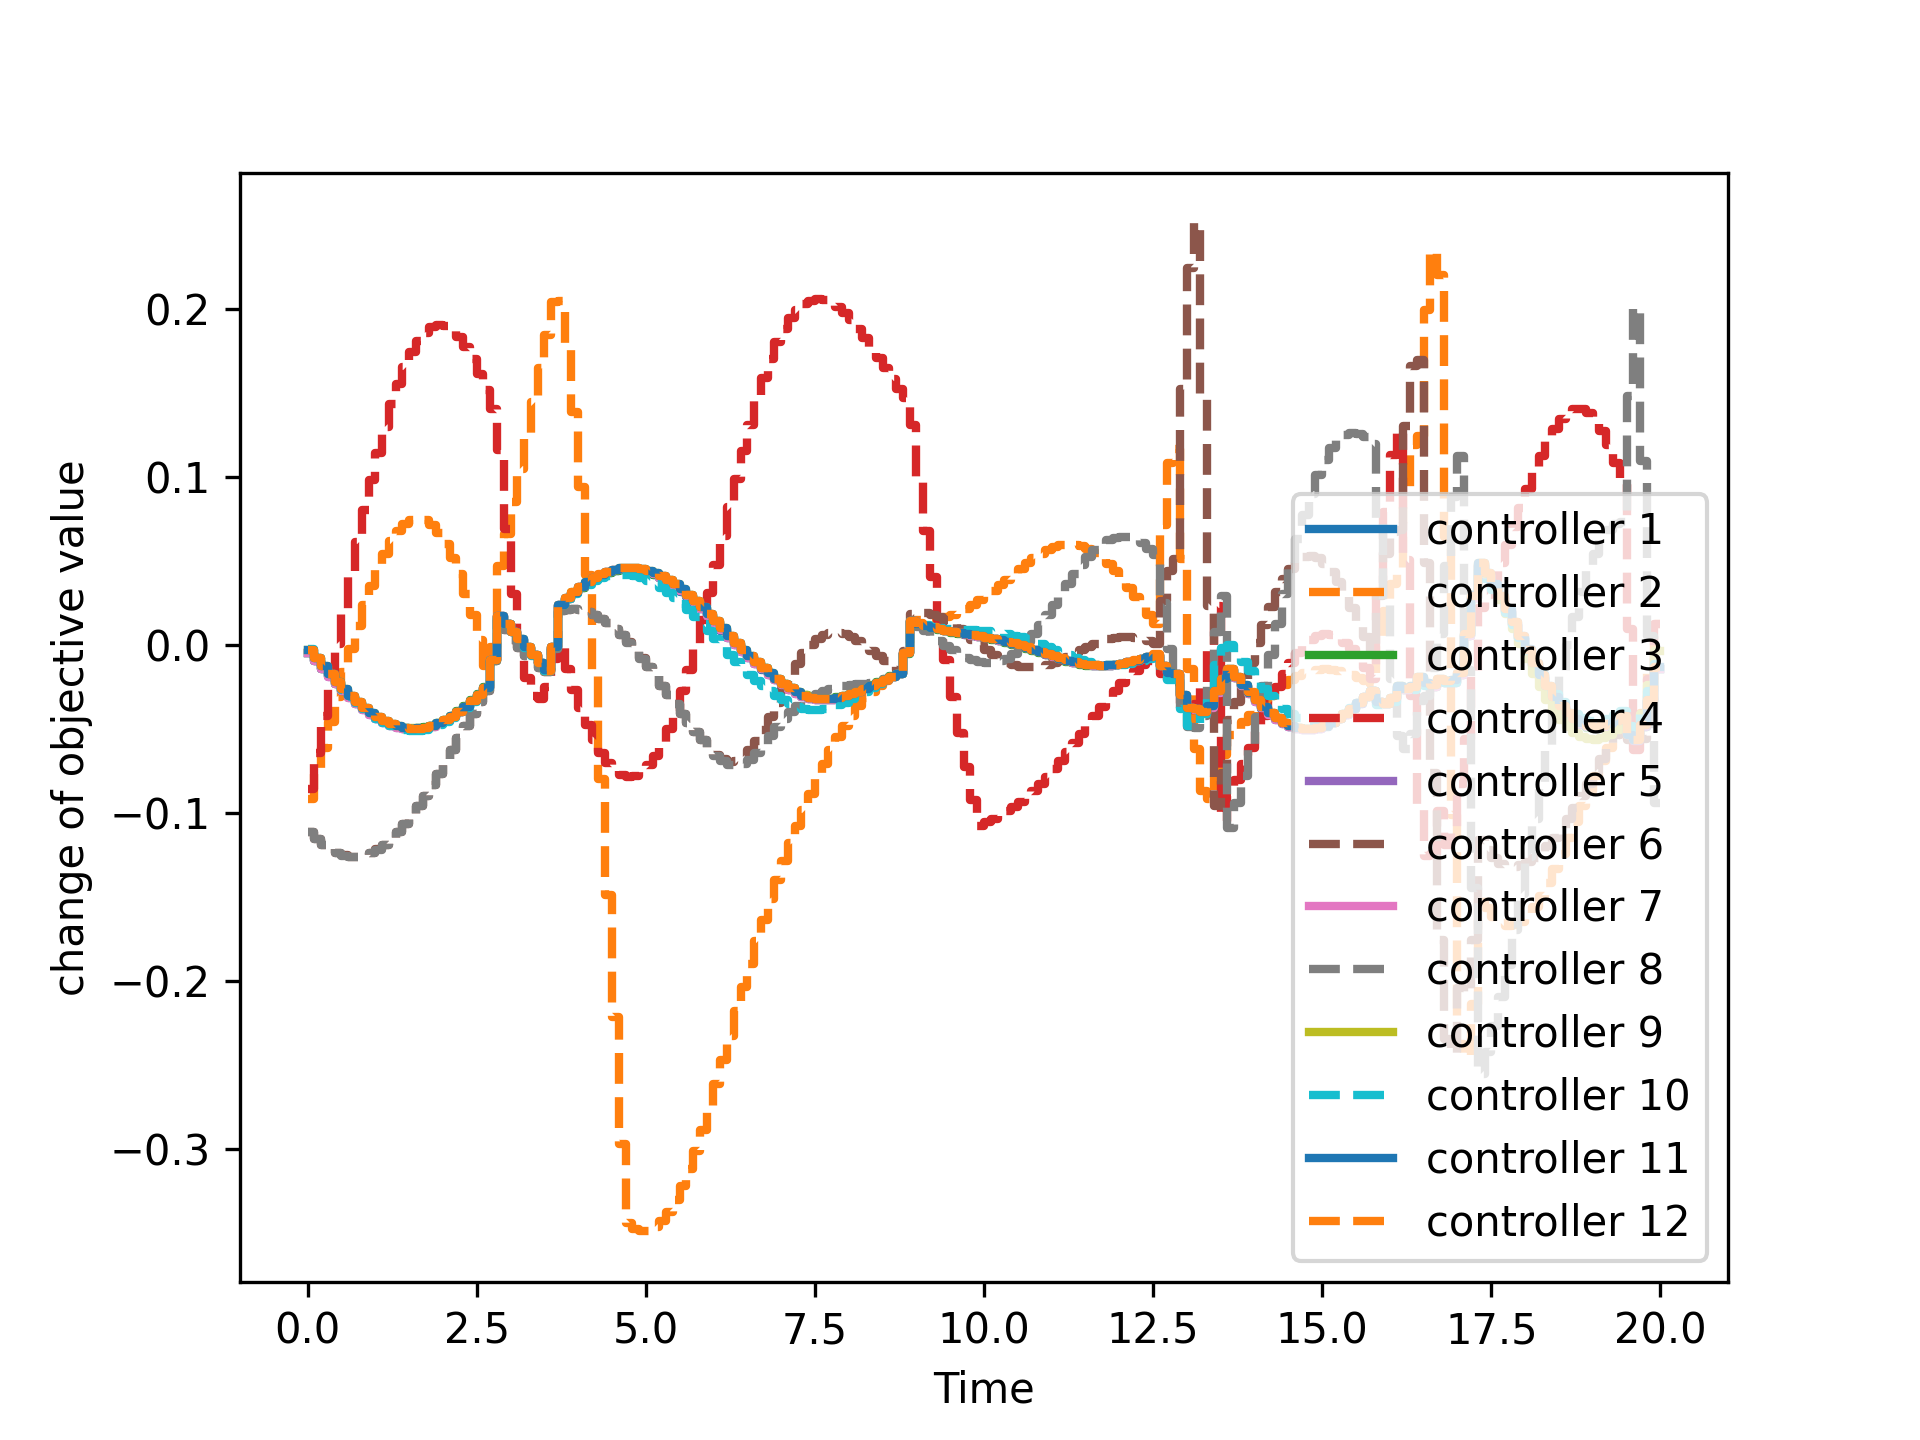 change of objective value
0.2
0.1
0.0
−0.1
−0.2
−0.3
controller 1
controller 2
controller 3
controller 4
controller 5
controller 6
controller 7
controller 8
controller 9
controller 10
controller 11
controller 12
0.0 2.5 5.0 7.5 10.0 12.5 15.0 17.5 20.0
Time